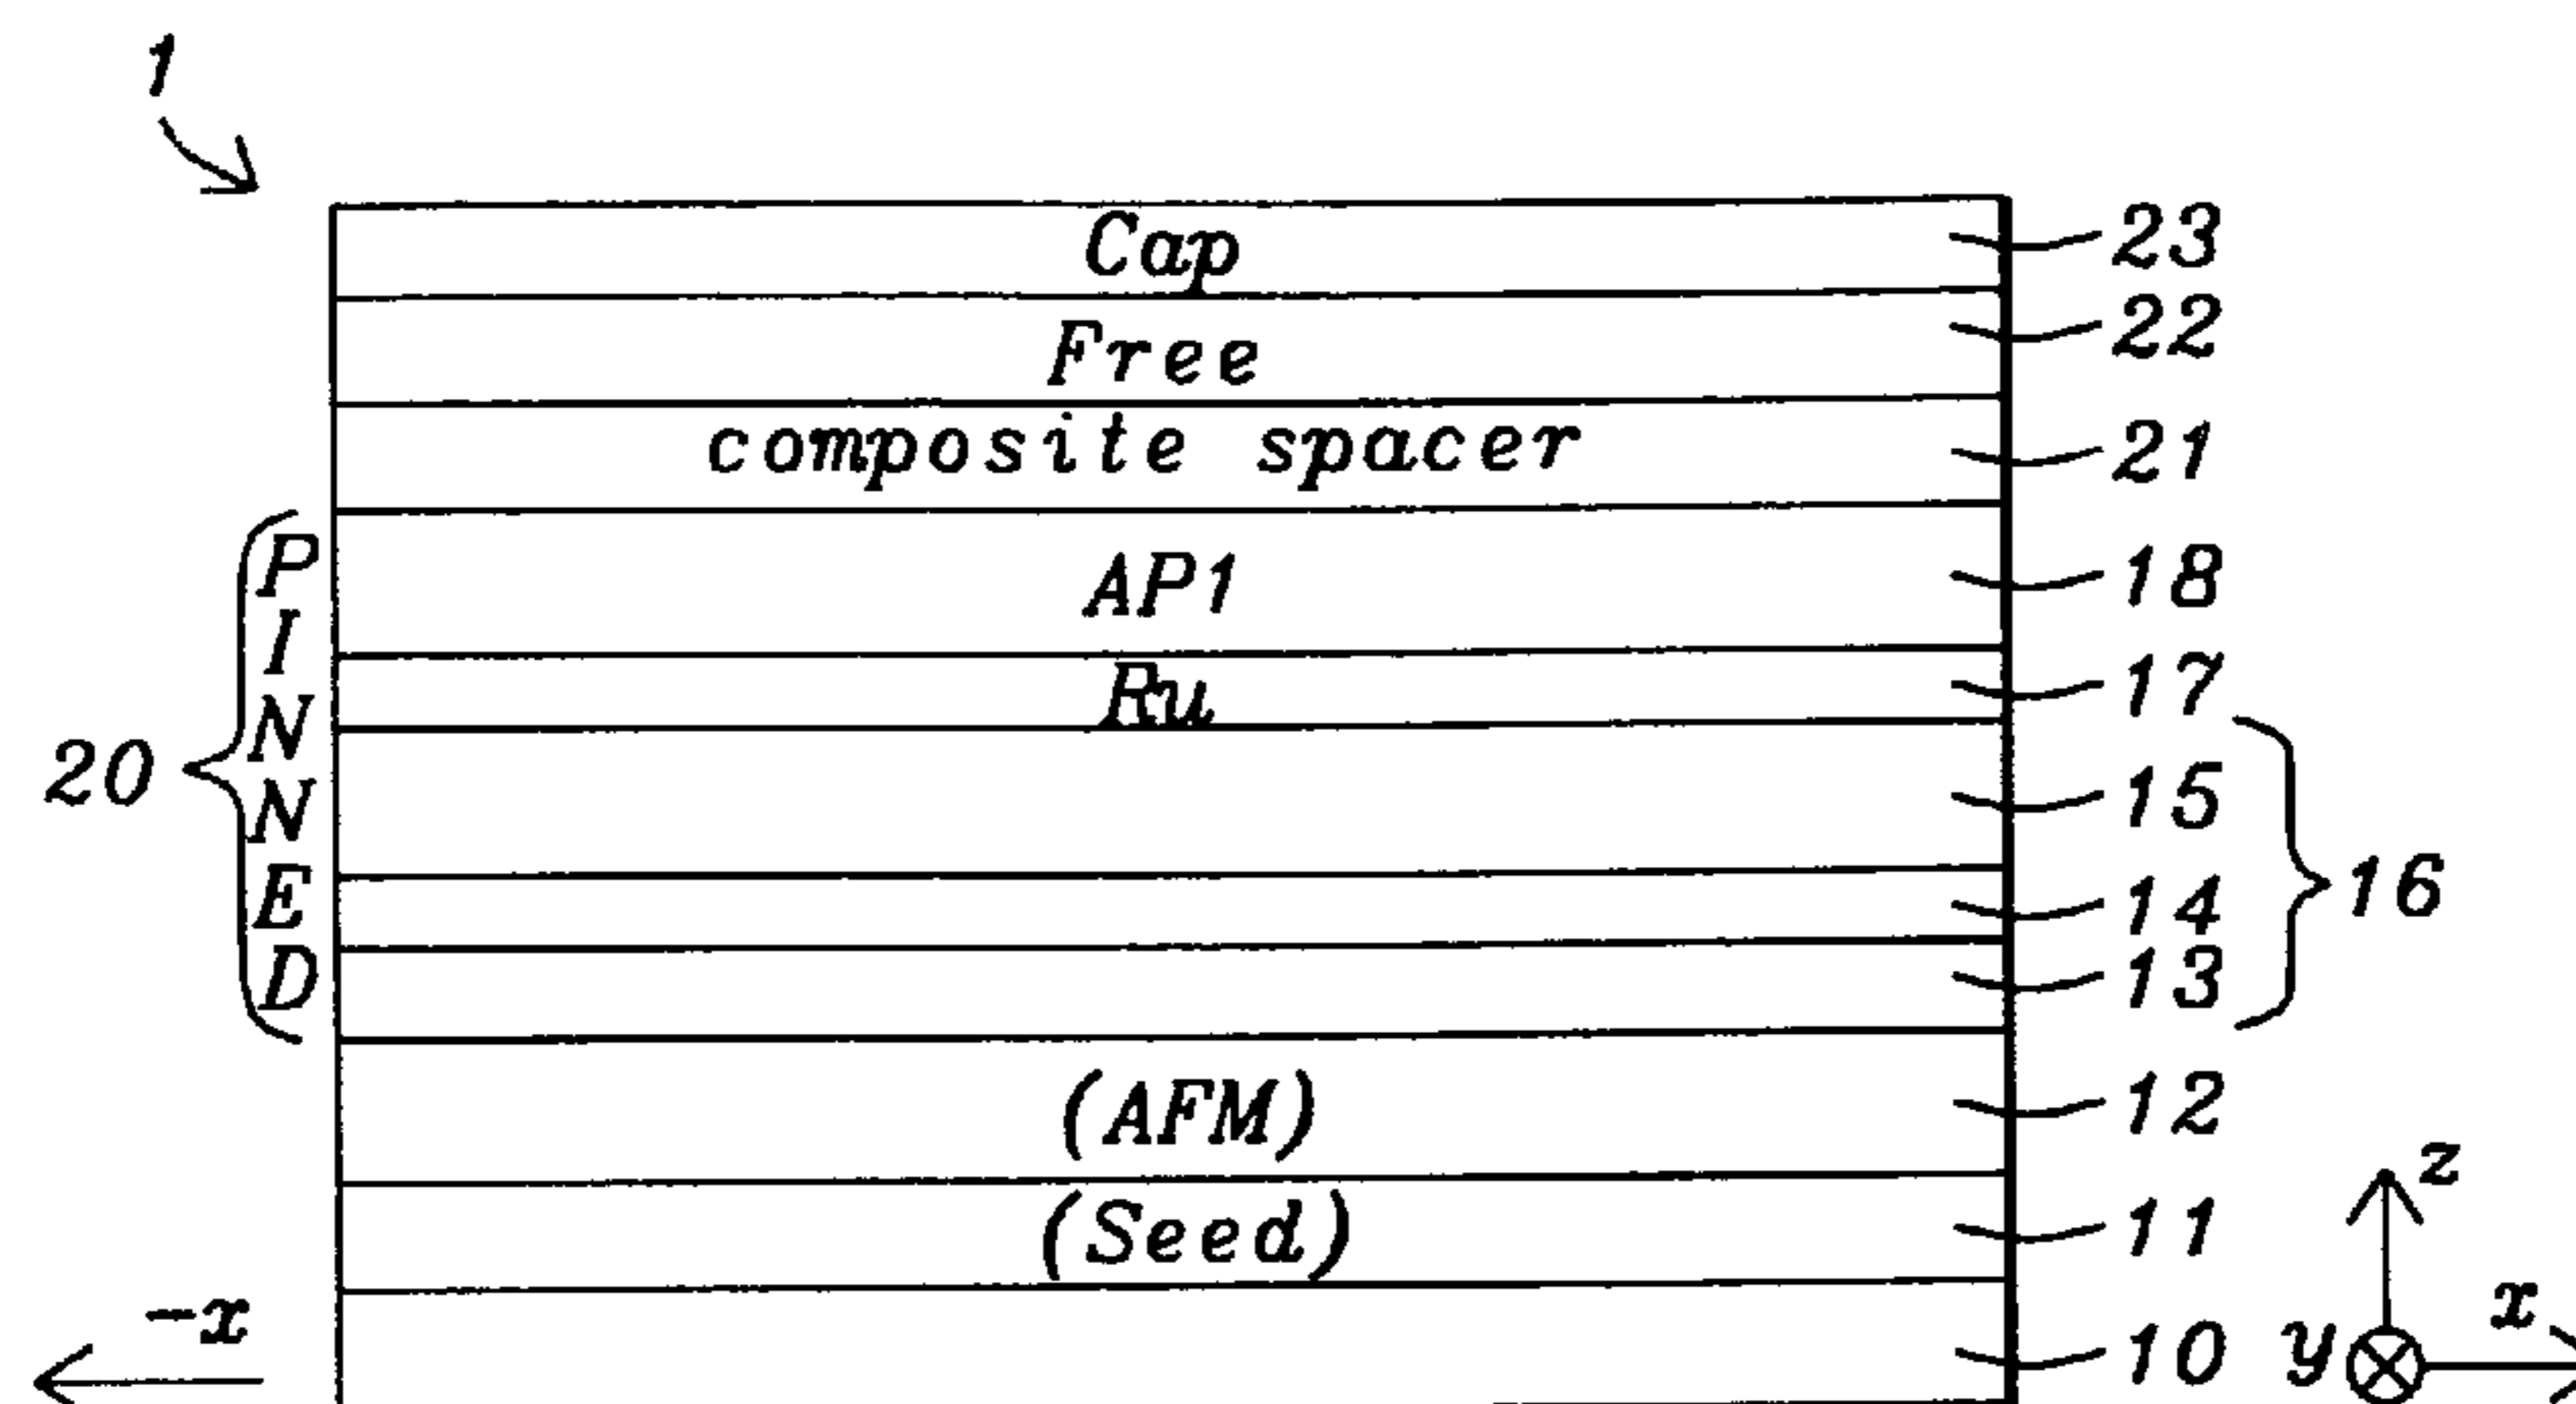 1
Cap 23
Free 22
composite spacer 21
AP1 18
Ru 17
20 PINNED
15
14
13
16
(AFM) 12
(Seed) 11
10
-x
z
y
x